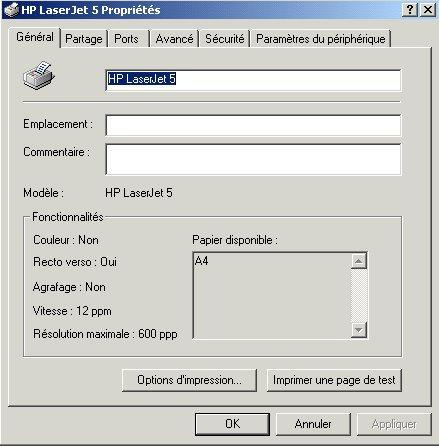 HP LaserJet 5 Propriétés
Général Partage Ports Avancé Sécurité Paramètres du périphérique
HP LaserJet 5
Emplacement :
Commentaire :
Modèle : HP LaserJet 5
Fonctionnalités
Couleur : Non Papier disponible :
Recto verso : Oui A4
Agrafage : Non
Vitesse : 12 ppm
Résolution maximale : 600 ppp
Options d'impression... Imprimer une page de test
OK Annuler Appliquer